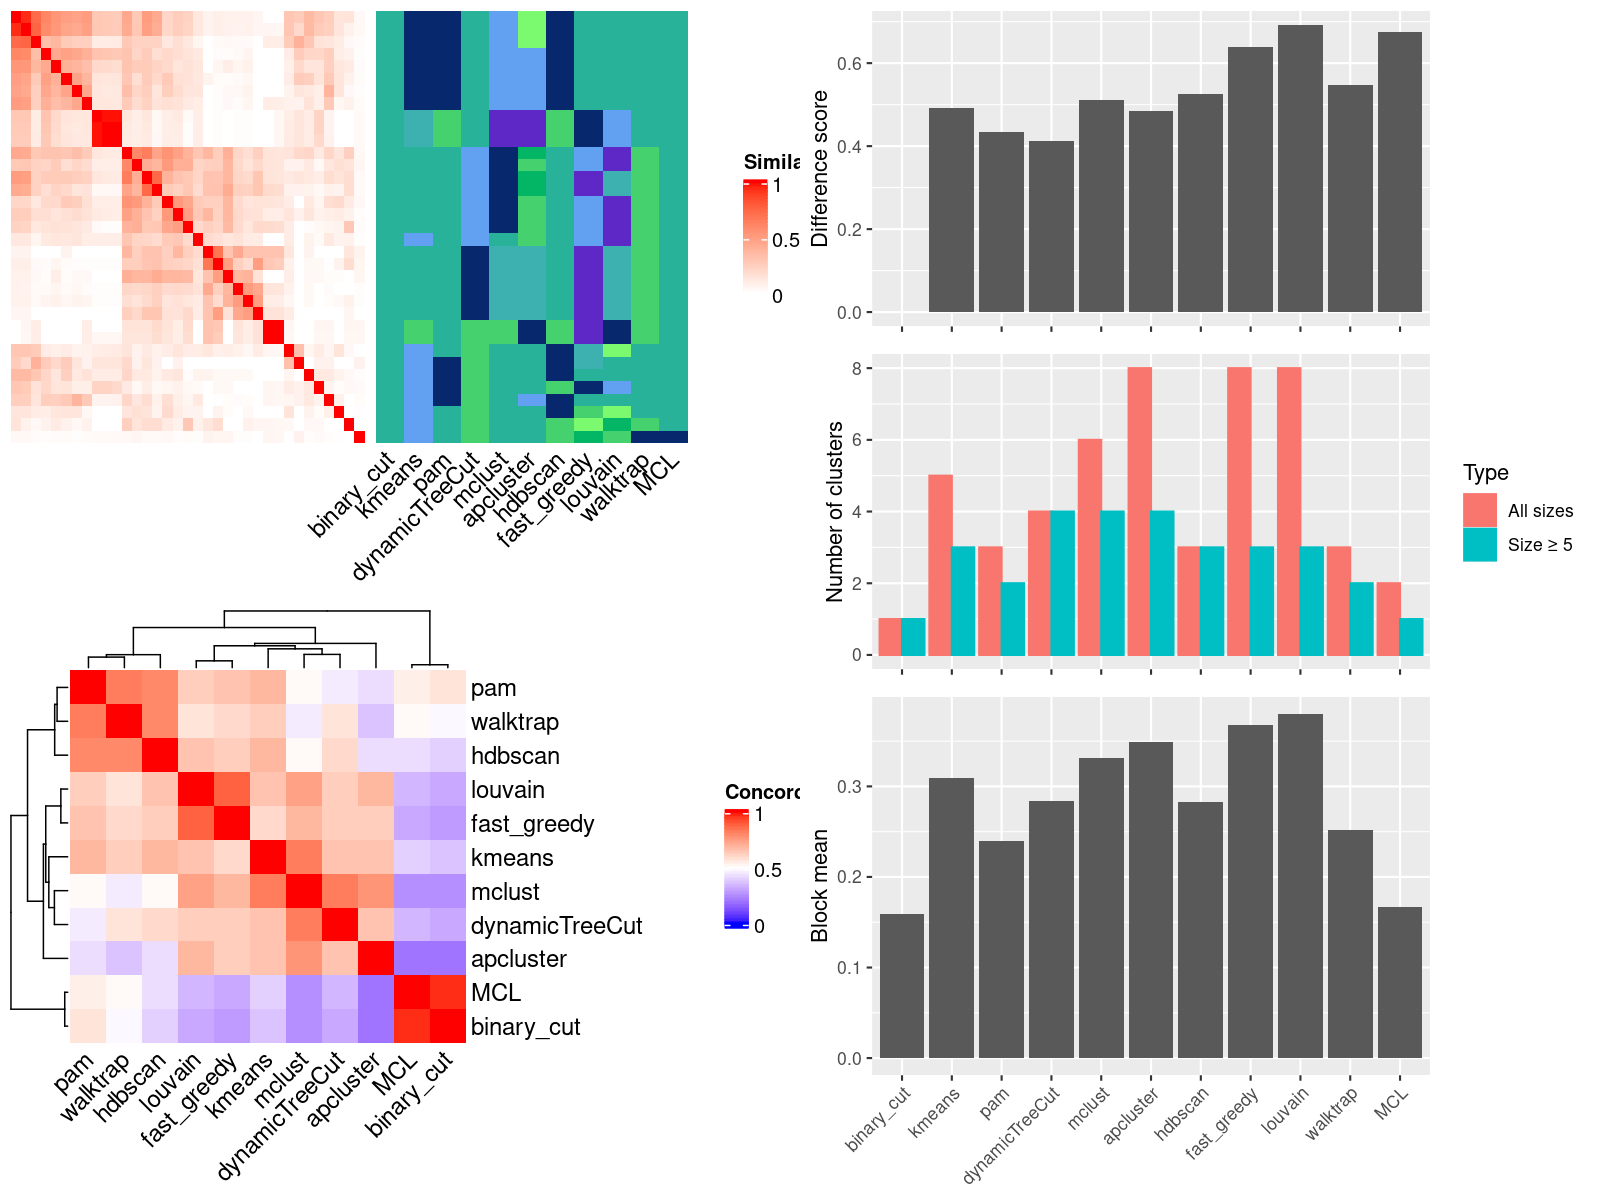 Simila
1
0.5
0
binary_cut
kmeans
pam
dynamicTreeCut
mclust
apcluster
hdbscan
fast_greedy
louvain
walktrap
MCL
pam
walktrap
hdbscan
louvain
fast_greedy
kmeans
mclust
dynamicTreeCut
apcluster
MCL
binary_cut
pam
walktrap
hdbscan
louvain
fast_greedy
kmeans
mclust
dynamicTreeCut
apcluster
MCL
binary_cut
Concord
1
0.5
0
Difference score
0.6
0.4
0.2
0.0
Number of clusters
8
6
4
2
0
Type
All sizes
Size ≥ 5
Block mean
0.3
0.2
0.1
0.0
binary_cut
kmeans
pam
dynamicTreeCut
mclust
apcluster
hdbscan
fast_greedy
louvain
walktrap
MCL